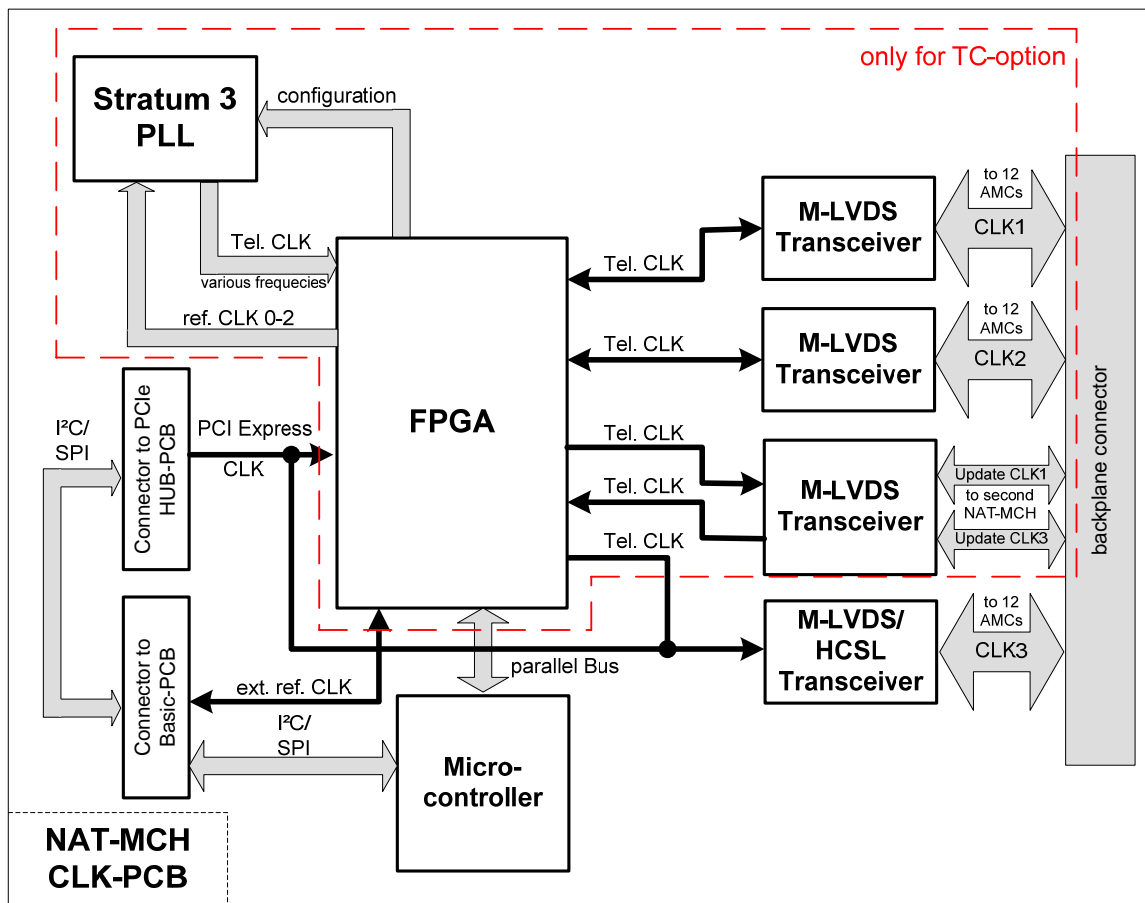 only for TC-option
Stratum 3
PLL
configuration
to 12
AMCs
M-LVDS
Transceiver
CLK1
Tel. CLK
various frequecies
Tel. CLK
ref. CLK 0-2
to 12
AMCs
M-LVDS
Transceiver
CLK2
Tel. CLK
FPGA
backplane connector
I²C/
SPI
Connector to PCIe
HUB-PCB
PCI Express
CLK
Tel. CLK
Tel. CLK
M-LVDS
Transceiver
Update CLK1
to second
NAT-MCH
Update CLK3
Tel. CLK
to 12
AMCs
M-LVDS/
HCSL
Transceiver
CLK3
parallel Bus
Connector to
Basic-PCB
ext. ref. CLK
I²C/
SPI
Micro-
controller
NAT-MCH
CLK-PCB